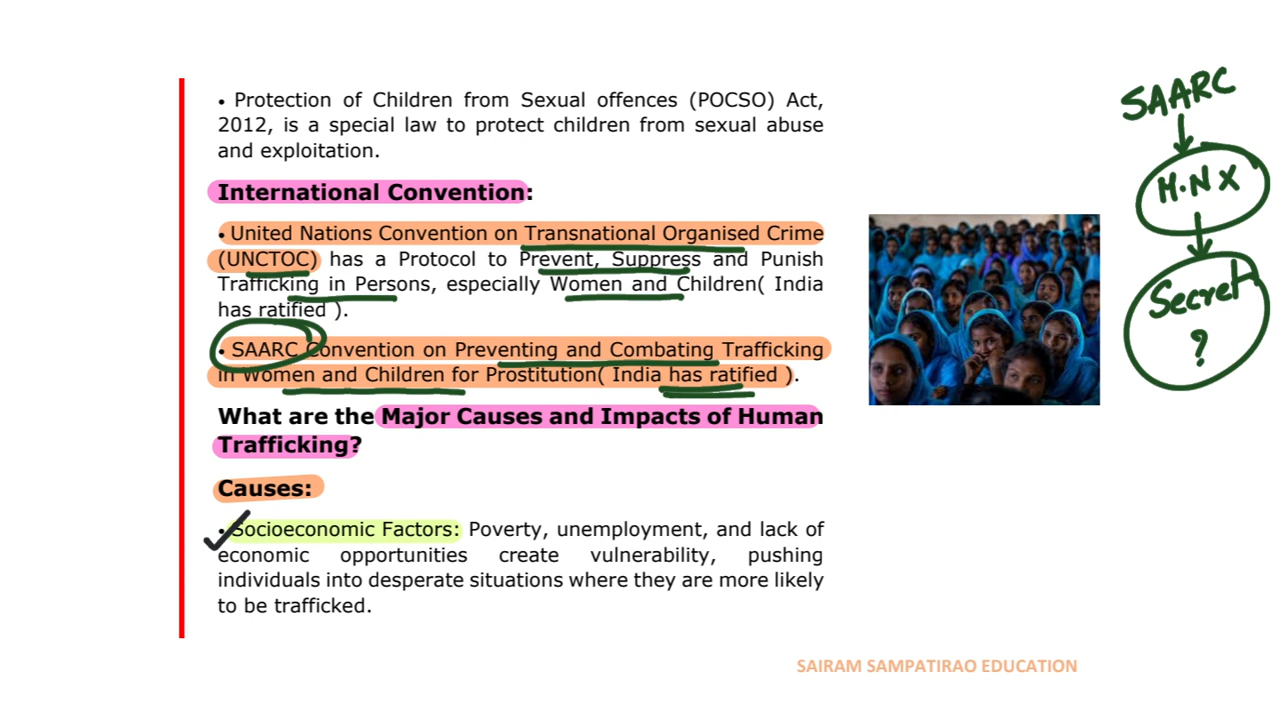 • Protection of Children from Sexual offences (POCSO) Act,
2012, is a special law to protect children from sexual abuse
and exploitation.
International Convention:
• United Nations Convention on Transnational Organised Crime
(UNCTOC) has a Protocol to Prevent, Suppress and Punish
Trafficking in Persons, especially Women and Children( India
has ratified ).
• SAARC Convention on Preventing and Combating Trafficking
in Women and Children for Prostitution( India has ratified ).
What are the Major Causes and Impacts of Human
Trafficking?
Causes:
• Socioeconomic Factors: Poverty, unemployment, and lack of
economic opportunities create vulnerability, pushing
individuals into desperate situations where they are more likely
to be trafficked.
SAARC
M.N X
Secret
?
SAIRAM SAMPATIRAO EDUCATION